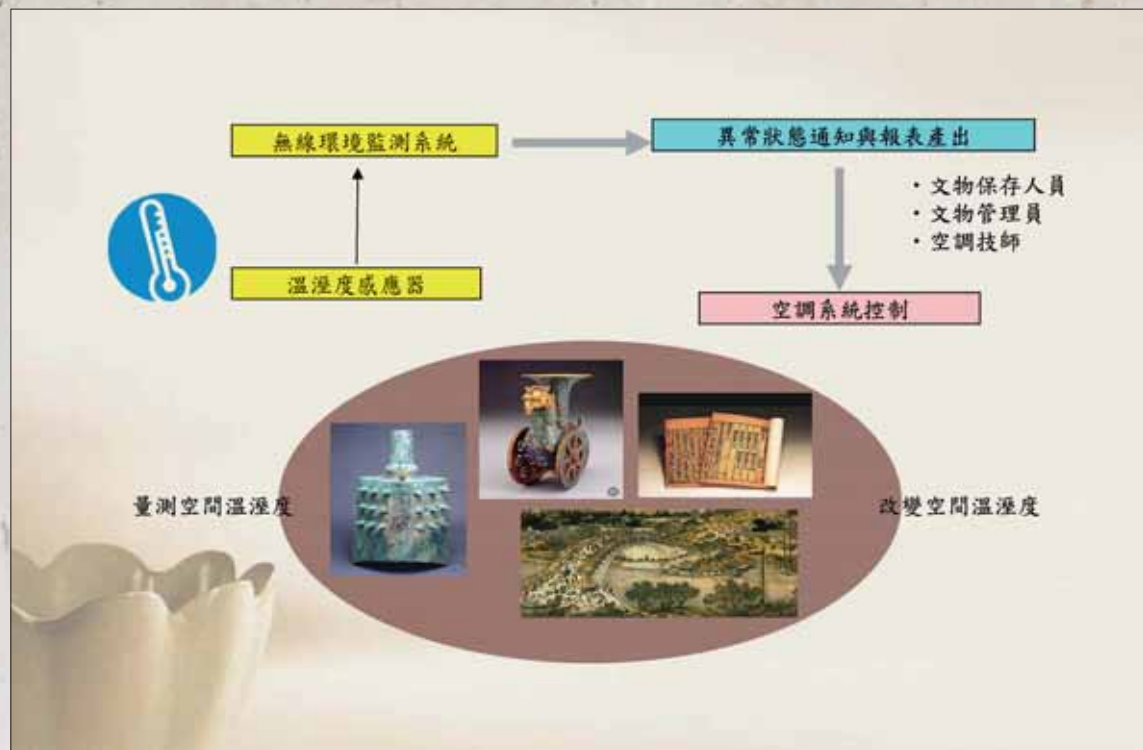 無線環境監測系統
異常狀態通知與報表產出
・文物保存人員
・文物管理員
・空調技師
溫溼度感應器
空調系統控制
量測空間溫溼度
改變空間溫溼度